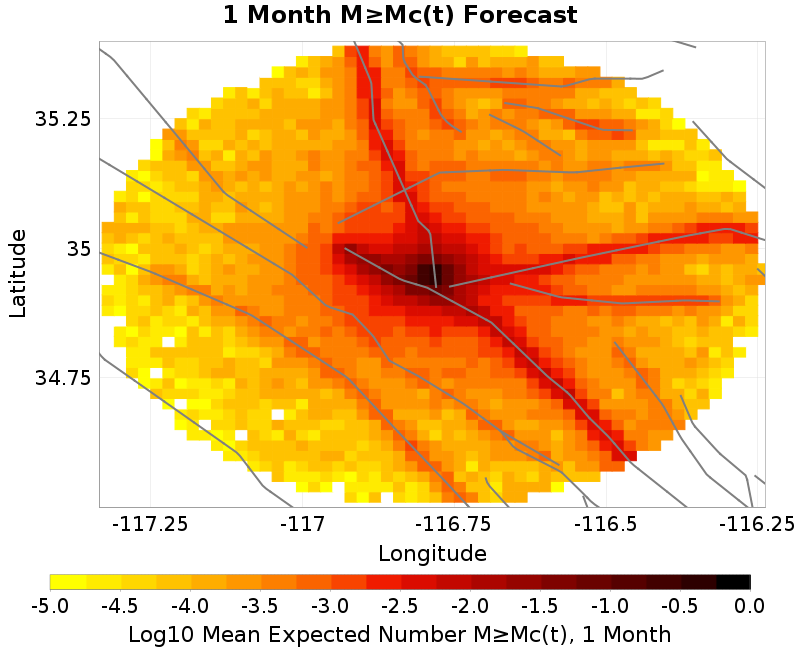 1 Month M≥Mc(t) Forecast
35.25
35
34.75
Latitude
-117.25 -117 -116.75 -116.5 -116.25
Longitude
-5.0 -4.5 -4.0 -3.5 -3.0 -2.5 -2.0 -1.5 -1.0 -0.5 0.0
Log10 Mean Expected Number M≥Mc(t), 1 Month